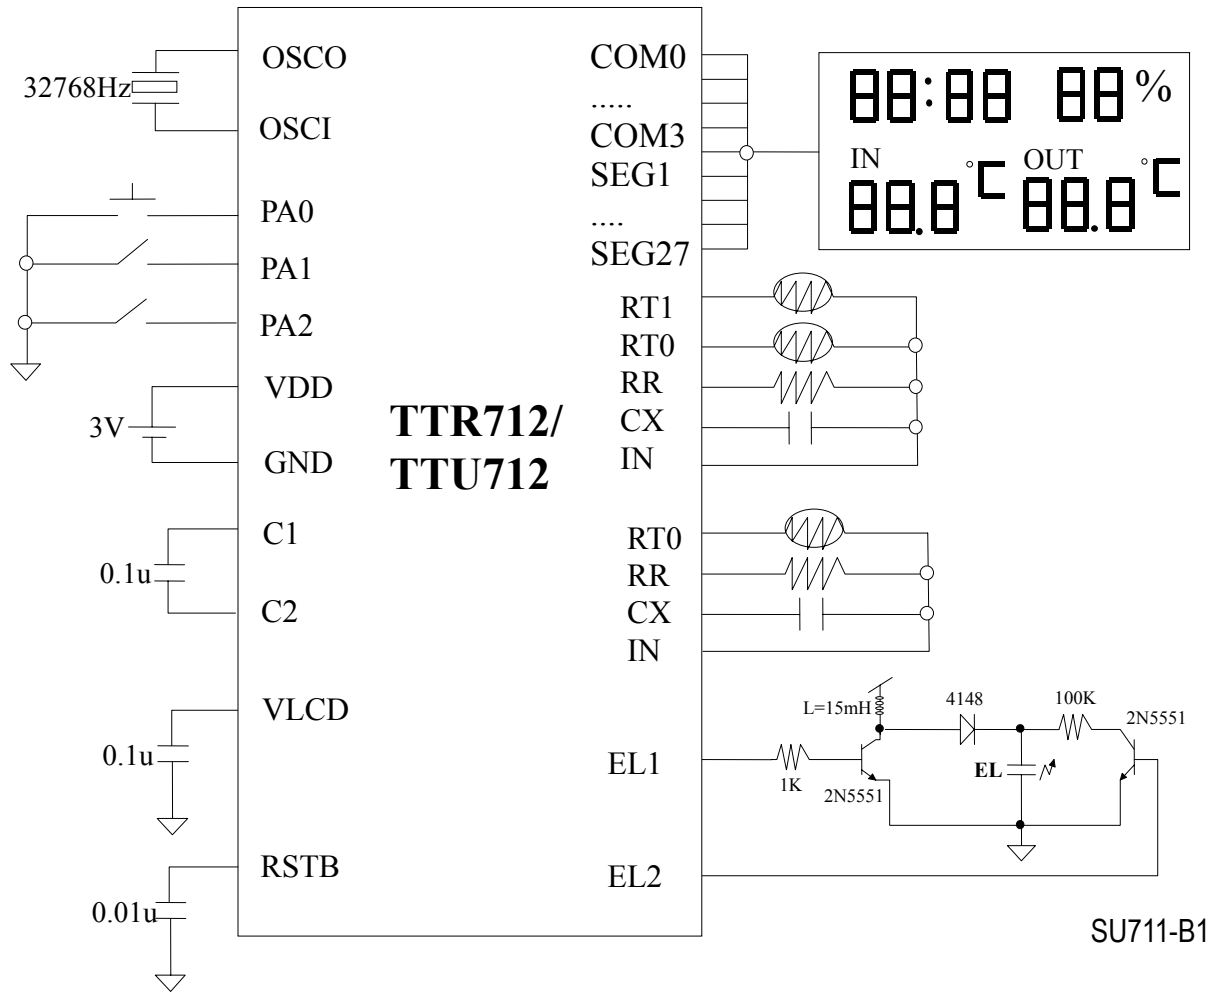 OSCO
32768Hz
OSCI
PA0
PA1
PA2
VDD
3V
GND
C1
0.1u
C2
VLCD
0.1u
RSTB
0.01u
TTR712/
TTU712
COM0
.....
COM3
SEG1
....
SEG27
RT1
RT0
RR
CX
IN
RT0
RR
CX
IN
EL1
EL2
88:88 88 %
IN OUT
88.8 °C 88.8 °C
L=15mH
4148
100K
2N5551
1K
2N5551
EL
SU711-B1